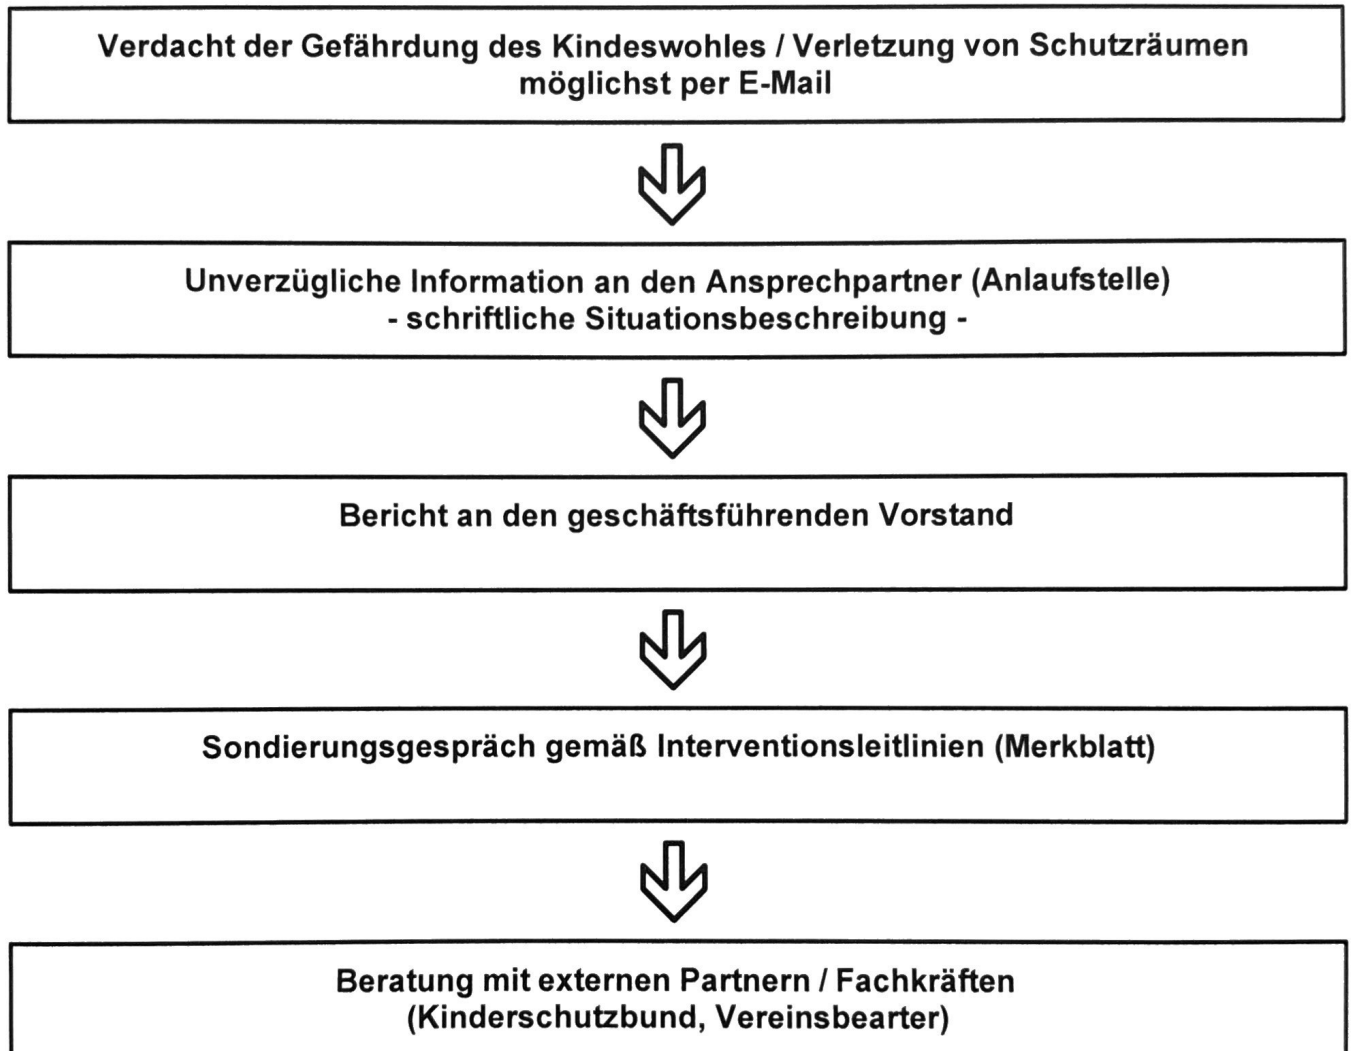 Verdacht der Gefährdung des Kindeswohles / Verletzung von Schutzräumen
möglichst per E-Mail
Unverzügliche Information an den Ansprechpartner (Anlaufstelle)
- schriftliche Situationsbeschreibung -
Bericht an den geschäftsführenden Vorstand
Sondierungsgespräch gemäß Interventionsleitlinien (Merkblatt)
Beratung mit externen Partnern / Fachkräften
(Kinderschutzbund, Vereinsbearter)